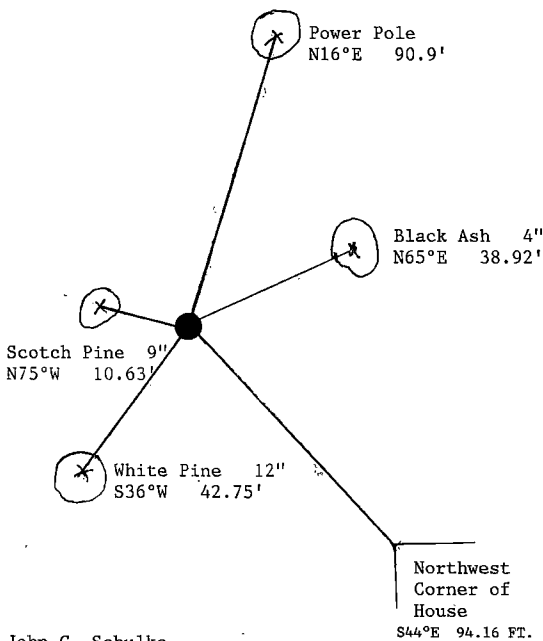 Power Pole
N16°E 90.9'
Black Ash 4"
N65°E 38.92'
Scotch Pine 9"
N75°W 10.63'
White Pine 12"
S36°W 42.75'
Northwest
Corner of
House
S44°E 94.16 FT.
John C. Schulke